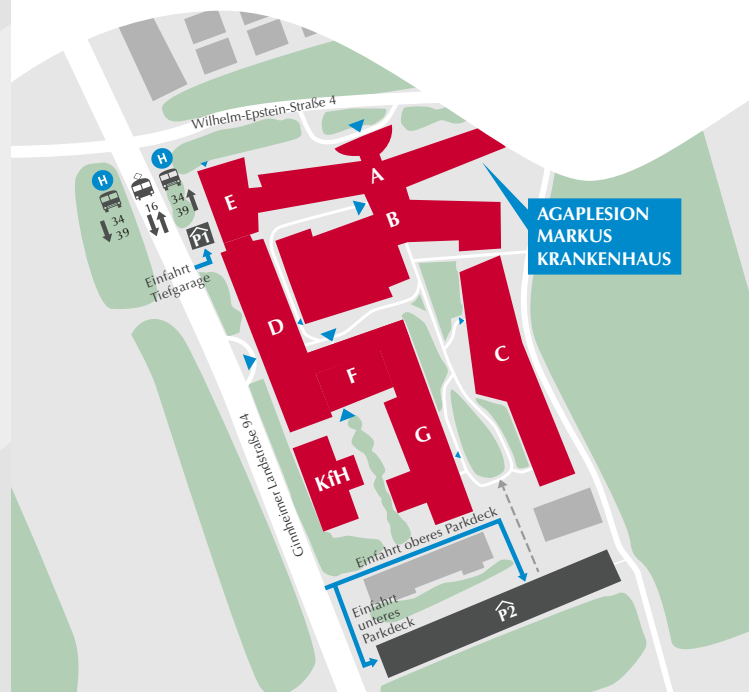 Wilhelm-Epstein-Straße 4
H
H
34
39
16
34
39
P1
Einfahrt
Tiefgarage
E
A
B
AGAPLESION
MARKUS
KRANKENHAUS
D
C
F
G
KfH
Ginnheimer Landstraße 94
Einfahrt oberes Parkdeck
Einfahrt
unteres
Parkdeck
P2